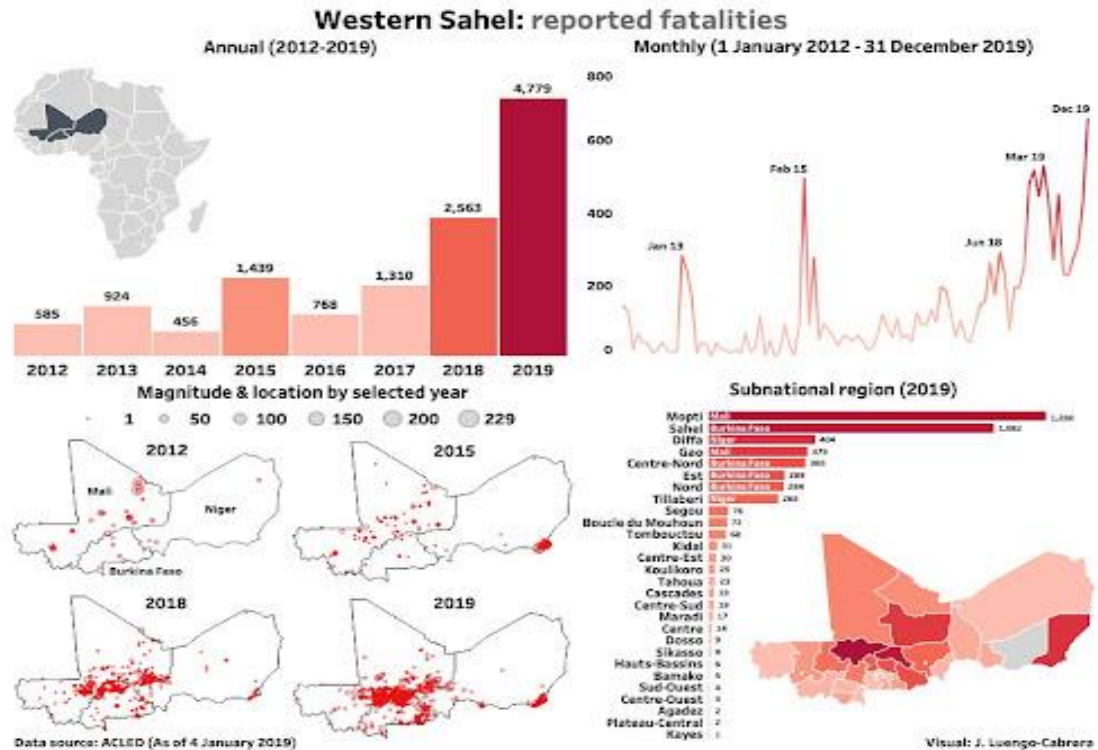 Western Sahel: reported fatalities
Annual (2012-2019)
4,779
2,563
1,439
1,310
924
768
585
456
2012 2013 2014 2015 2016 2017 2018 2019
Monthly (1 January 2012 - 31 December 2019)
800
600
400
200
0
Jan 13
Feb 15
Jun 18
Mar 19
Dec 19
Magnitude & location by selected year
1 50 100 150 200 229
2012
Mali
Niger
Burkina Faso
2015
2018
2019
Subnational region (2019)
Mopti Mali
Sahel Burkina Faso
Diffa Niger
Gao Mali
Centre-Nord Burkina Faso
Est Burkina Faso
Nord Burkina Faso
Tillaberi Niger
Segou
Boucle du Mouhoun
Tombouctou
Kidal
Centre-Est
Koulikoro
Tahoua
Cascades
Centre-Sud
Maradi
Centre
Dosso
Sikasso
Hauts-Bassins
Bamako
Sud-Ouest
Centre-Ouest
Agadez
Plateau-Central
Kayes
Data source: ACLED (As of 4 January 2019)
Visual: J. Luengo-Cabrera